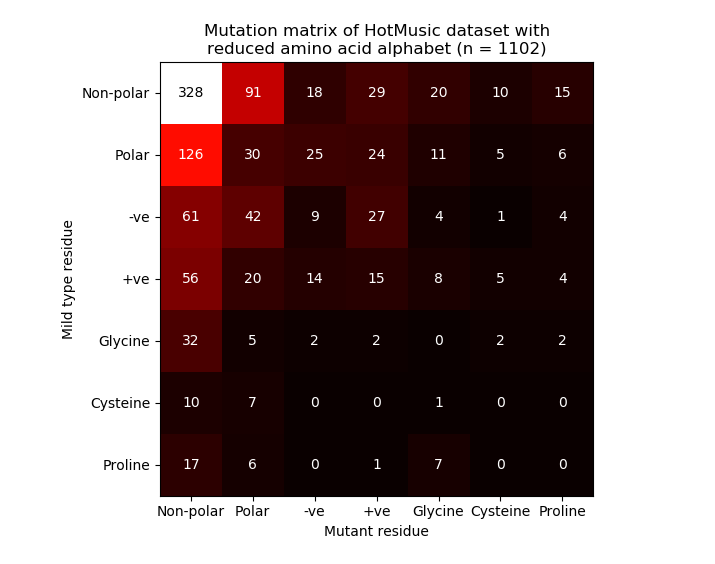 Mutation matrix of HotMusic dataset with
reduced amino acid alphabet (n = 1102)
Non-polar 328 91 18 29 20 10 15
Polar 126 30 25 24 11 5 6
-ve 61 42 9 27 4 1 4
+ve 56 20 14 15 8 5 4
Glycine 32 5 2 2 0 2 2
Cysteine 10 7 0 0 1 0 0
Proline 17 6 0 1 7 0 0
Mild type residue
Non-polar Polar -ve +ve Glycine Cysteine Proline
Mutant residue